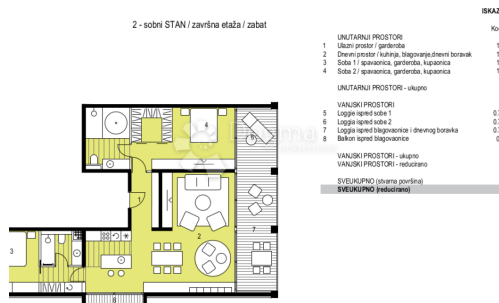 ISKAZ
2 - sobni STAN / završna etaža / zabat
UNUTARNJI PROSTORI
1 Ulazni prostor / garderoba
2 Dnevni prostor / kuhinja, blagovanje,dnevni boravak
3 Soba 1 / spavaonica, garderoba, kupaonica
4 Soba 2 / spavaonica, garderoba, kupaonica
UNUTARNJI PROSTORI - ukupno
VANJSKI PROSTORI
5 Loggie ispred sobe 1
6 Loggia ispred sobe 2
7 Loggia ispred blagovaonice i dnevnog boravka
8 Balkon ispred blagovaonice
VANJSKI PROSTORI - ukupno
VANJSKI PROSTORI - reducirano
SVEUKUPNO (stvarna površina)
SVEUKUPNO (reducirano)
4
6
1
2
7
3
8